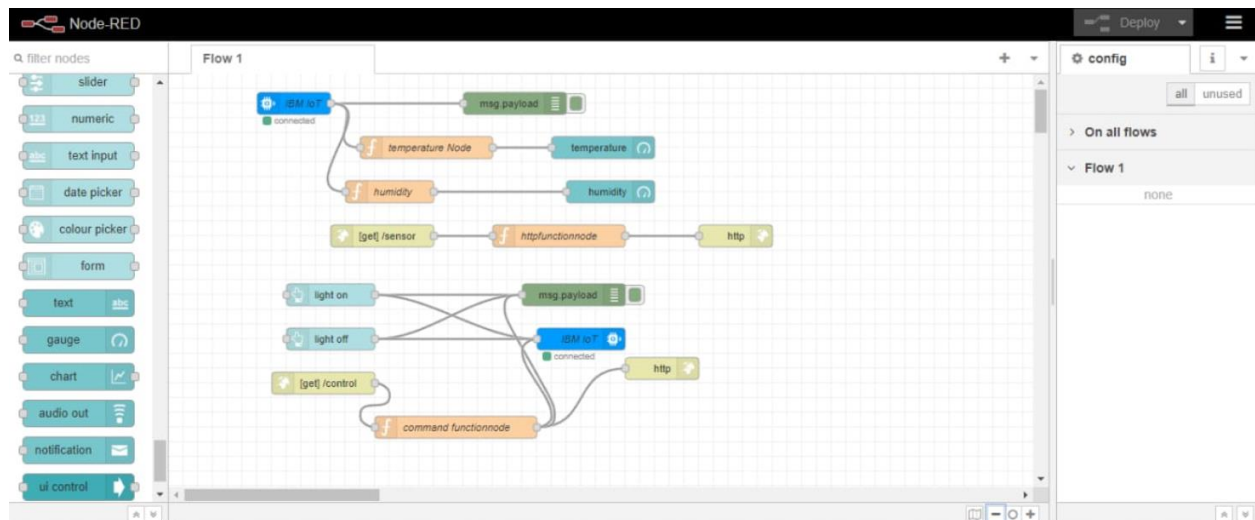 Node-RED
Deploy
filter nodes
slider
123 numeric
abc text input
date picker
colour picker
form
text abc
gauge
chart
audio out
notification
ui control
Flow 1
IBM IoT
connected
msg.payload
f temperature Node
temperature
f humidity
humidity
[get] /sensor
f httpfunctionnode
http
light on
msg.payload
light off
IBM IoT
connected
http
[get] /control
f command functionnode
config
i
all unused
On all flows
Flow 1
none